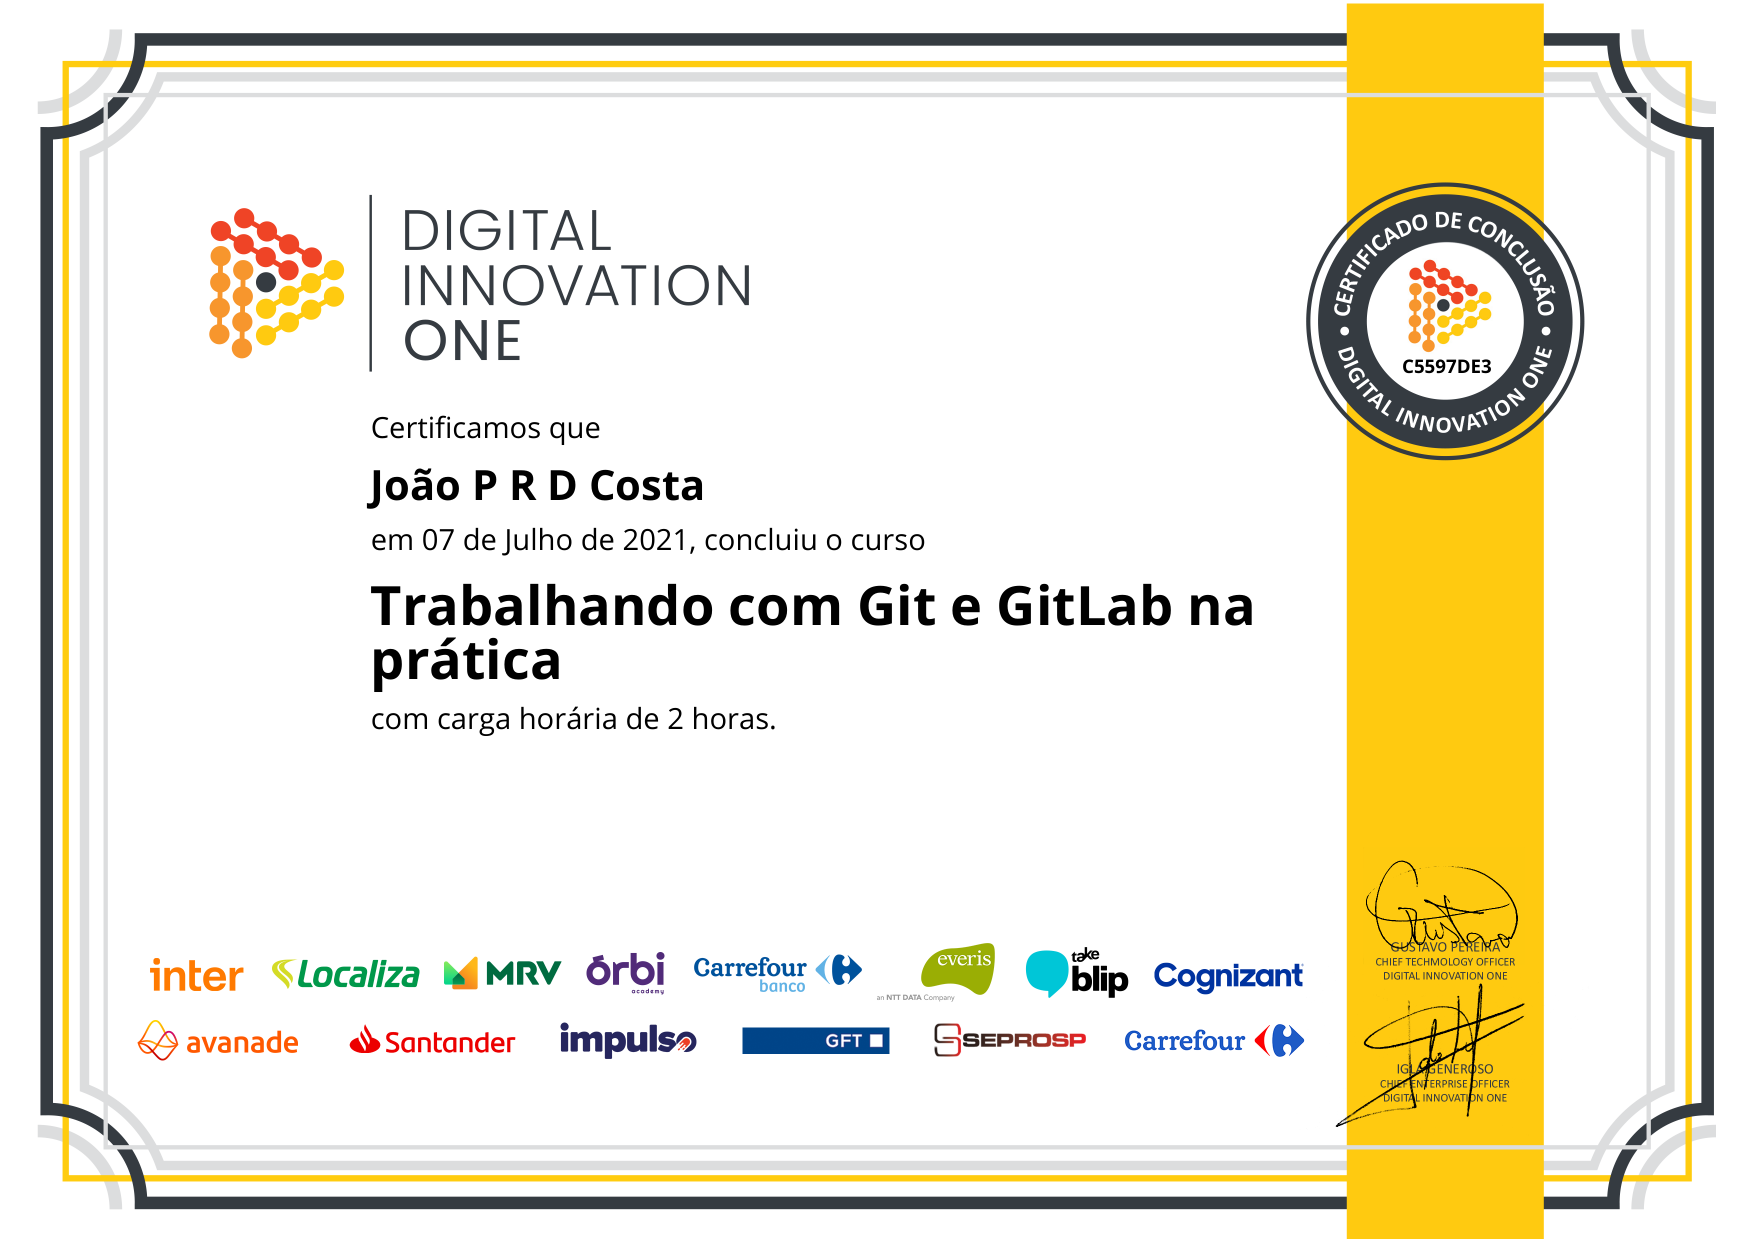 DIGITAL
INNOVATION
ONE
CERTIFICADO DE CONCLUSÃO
C5597DE3
DIGITAL INNOVATION ONE
Certificamos que
João P R D Costa
em 07 de Julho de 2021, concluiu o curso
Trabalhando com Git e GitLab na
prática
com carga horária de 2 horas.
inter
Localiza
MRV
órbi
academy
Carrefour
banco
everis
an NTT DATA Company
take
blip
Cognizant
avanade
Santander
impulso
GFT
SEPROSP
Carrefour
GUSTAVO PEREIRA
CHIEF TECHMOLOGY OFFICER
DIGITAL INNOVATION ONE
IGLA GENEROSO
CHIEF ENTERPRISE OFFICER
DIGITAL INNOVATION ONE